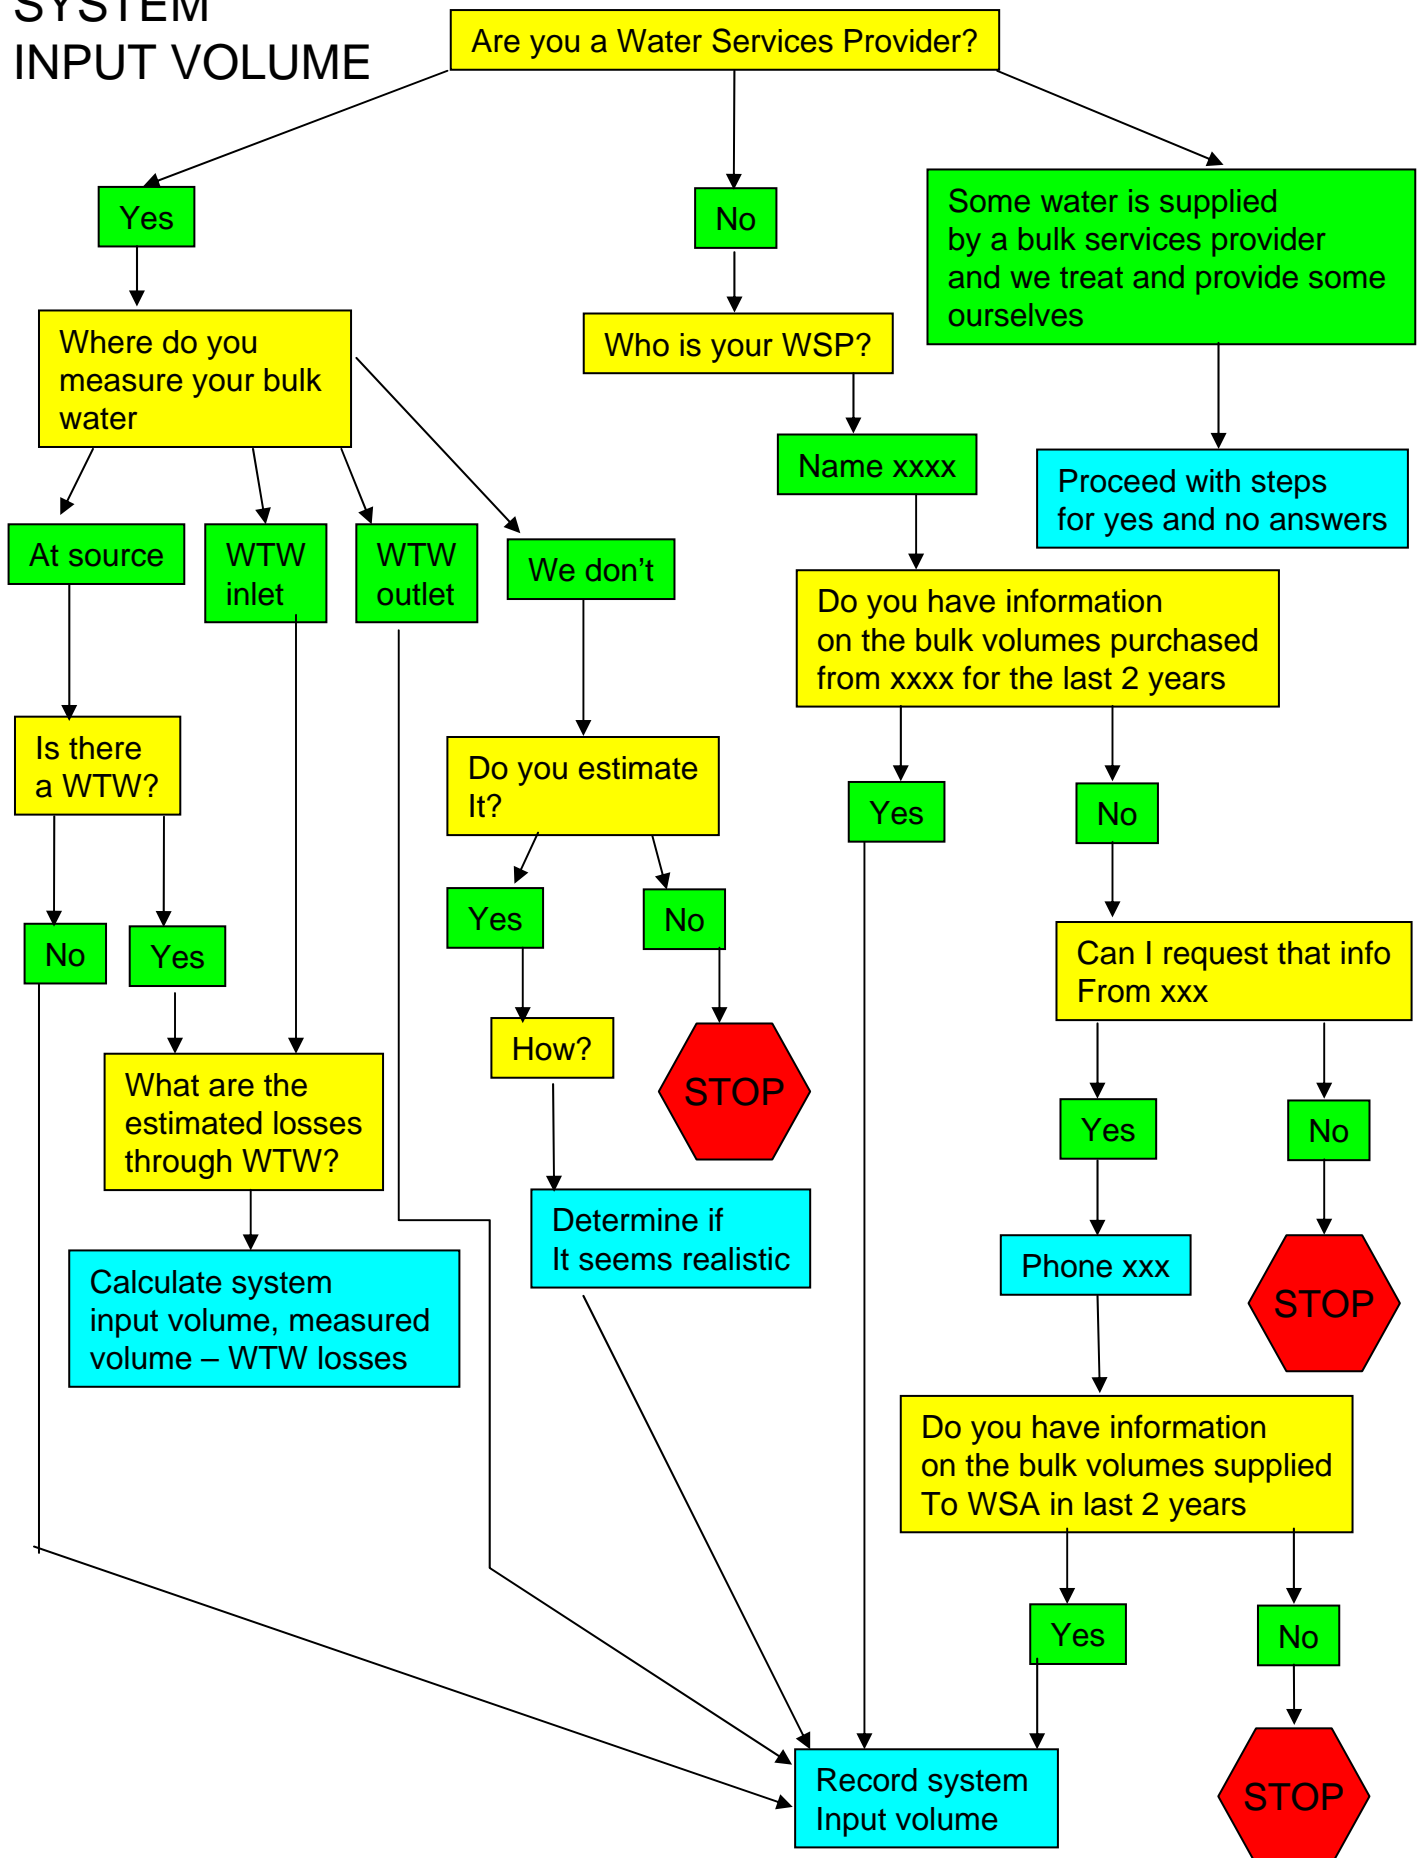 SYSTEM
INPUT VOLUME
Are you a Water Services Provider?
Yes
No
Some water is supplied
by a bulk services provider
and we treat and provide some
ourselves
Where do you
measure your bulk
water
Who is your WSP?
Name xxxx
Proceed with steps
for yes and no answers
At source
WTW
inlet
WTW
outlet
We don't
Do you have information
on the bulk volumes purchased
from xxxx for the last 2 years
Is there
a WTW?
Do you estimate
It?
Yes
No
Yes
No
No
Yes
Can I request that info
From xxx
How?
STOP
What are the
estimated losses
through WTW?
Yes
No
Determine if
It seems realistic
Phone xxx
STOP
Calculate system
input volume, measured
volume – WTW losses
Do you have information
on the bulk volumes supplied
To WSA in last 2 years
Yes
No
Record system
Input volume
STOP